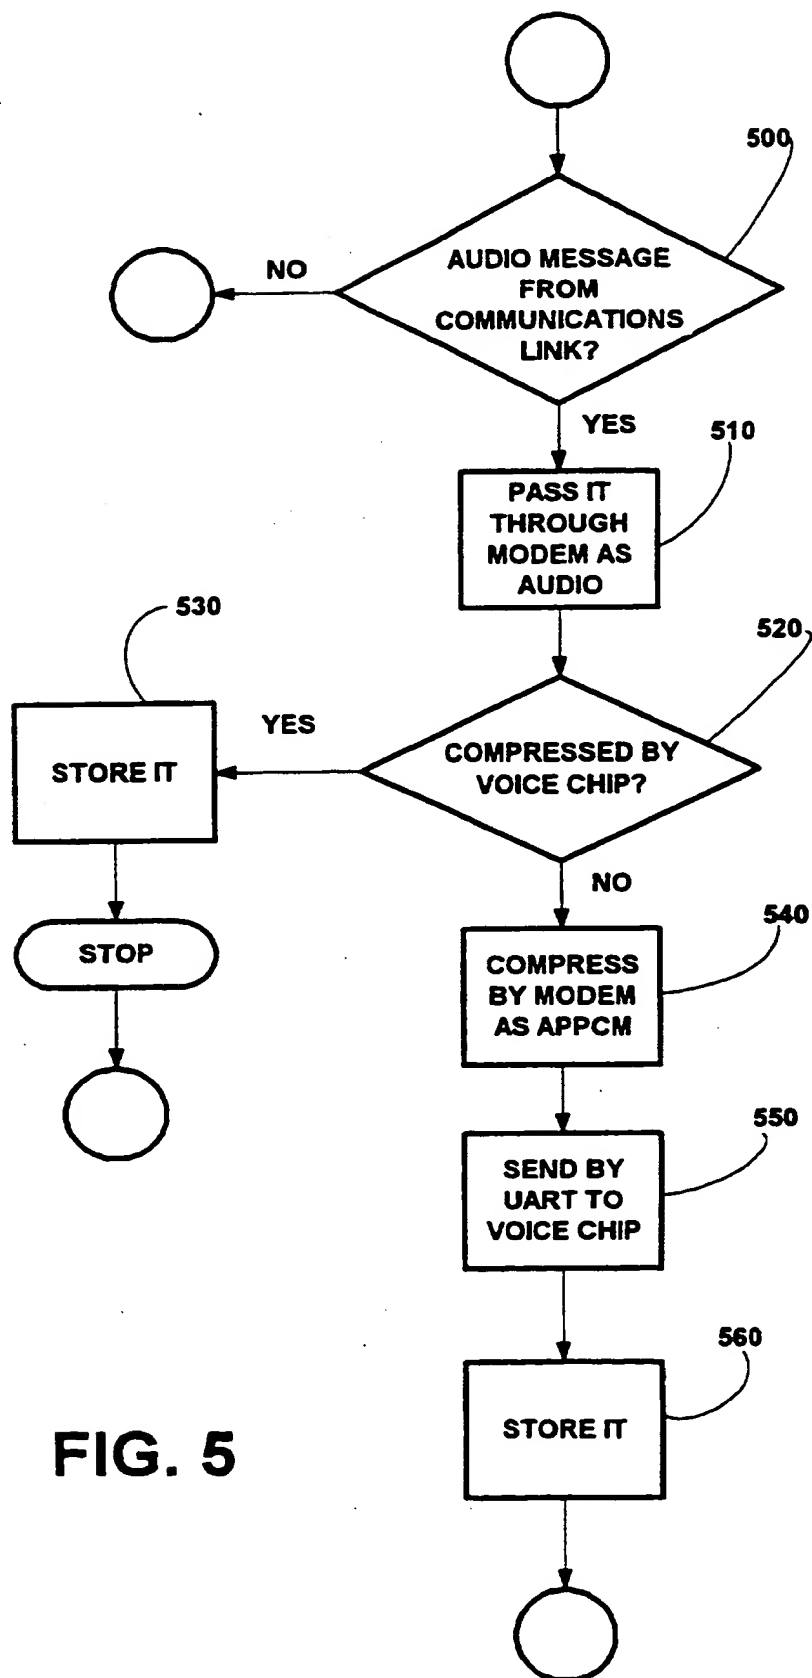 500
AUDIO MESSAGE
FROM
COMMUNICATIONS
LINK?
NO
YES
510
PASS IT
THROUGH
MODEM AS
AUDIO
530
520
YES
STORE IT
COMPRESSED BY
VOICE CHIP?
NO
STOP
540
COMPRESS
BY MODEM
AS APPCM
550
SEND BY
UART TO
VOICE CHIP
560
STORE IT
FIG. 5